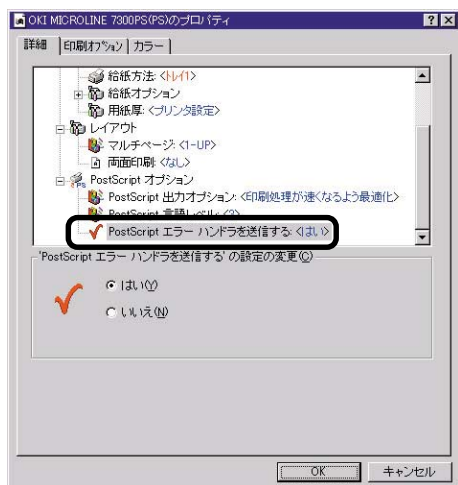 OKI MICROLINE 7300PS(PS)のプロパティ
詳細 印刷オプション カラー
給紙方法: <トレイ1>
給紙オプション
用紙厚: <プリンタ設定>
レイアウト
マルチページ: <1-UP>
両面印刷: <なし>
PostScript オプション
PostScript 出力オプション: <印刷処理が速くなるよう最適化>
PostScript 言語レベル: <3>
PostScript エラー ハンドラを送信する: <はい>
'PostScript エラー ハンドラを送信する' の設定の変更(C)
はい(Y)
いいえ(N)
OK キャンセル